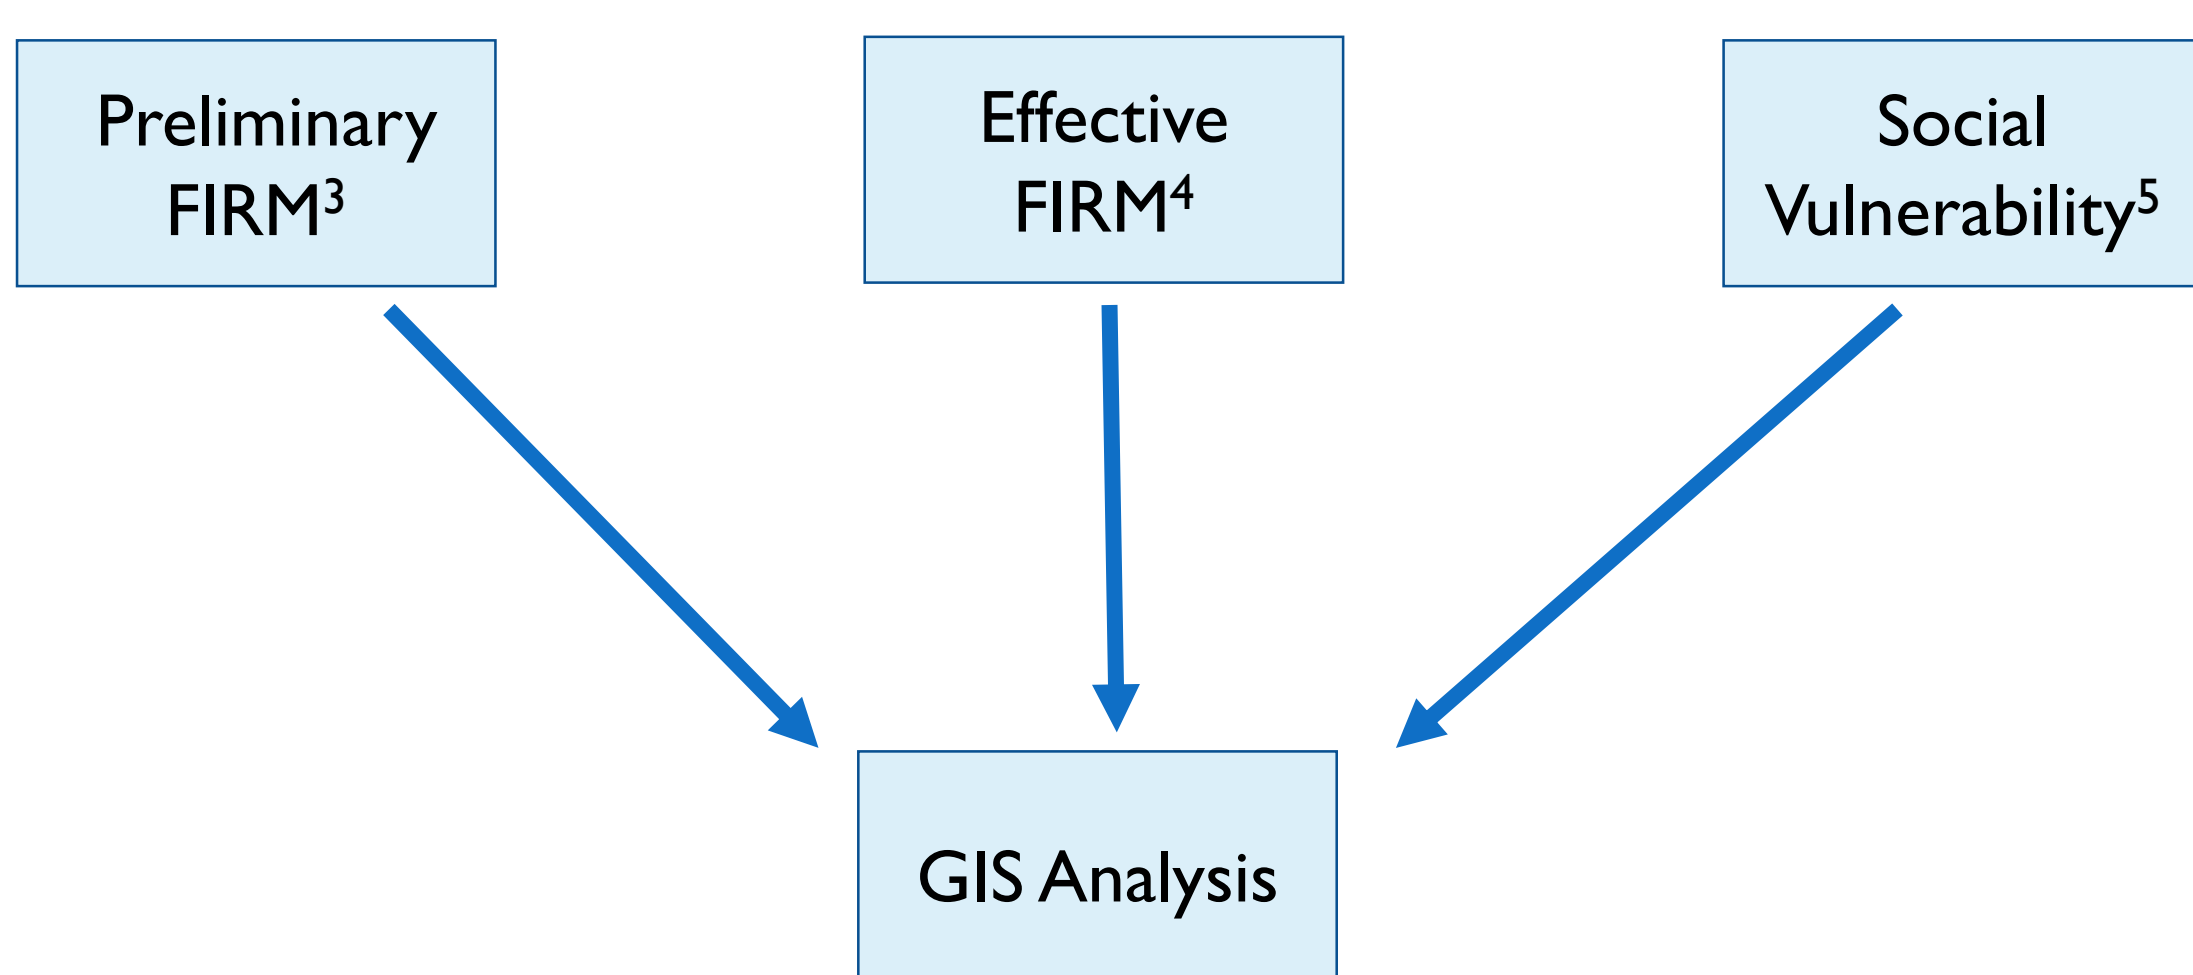 Preliminary
FIRM³
Effective
FIRM⁴
Social
Vulnerability⁵
GIS Analysis